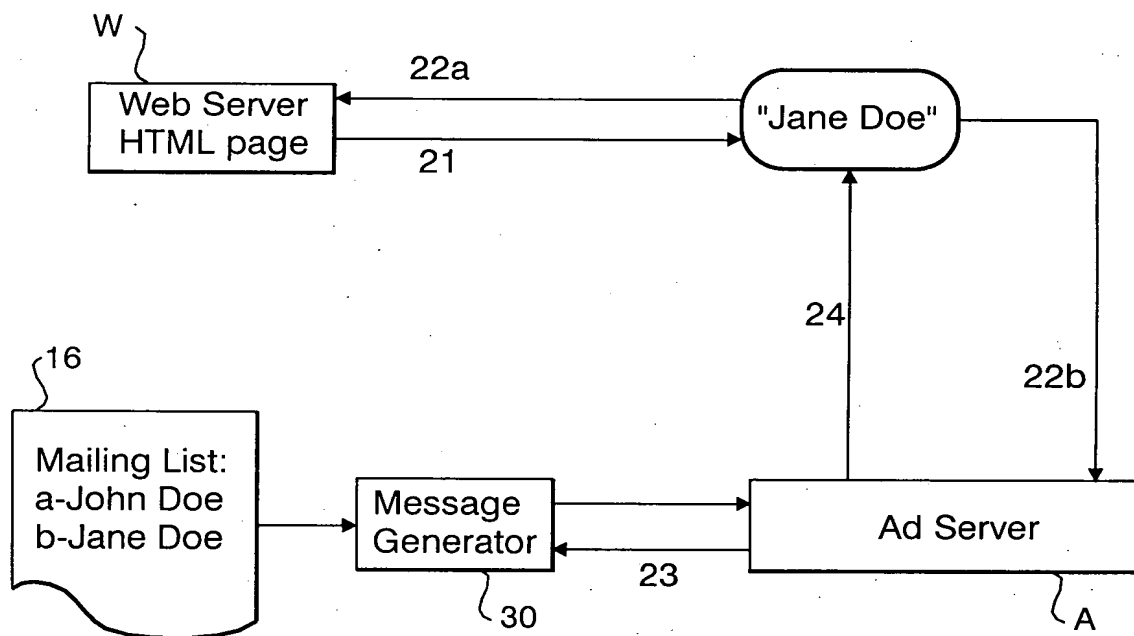 W
22a
Web Server
HTML page
"Jane Doe"
21
24
22b
16
Mailing List:
a-John Doe
b-Jane Doe
Message
Generator
Ad Server
23
30
A